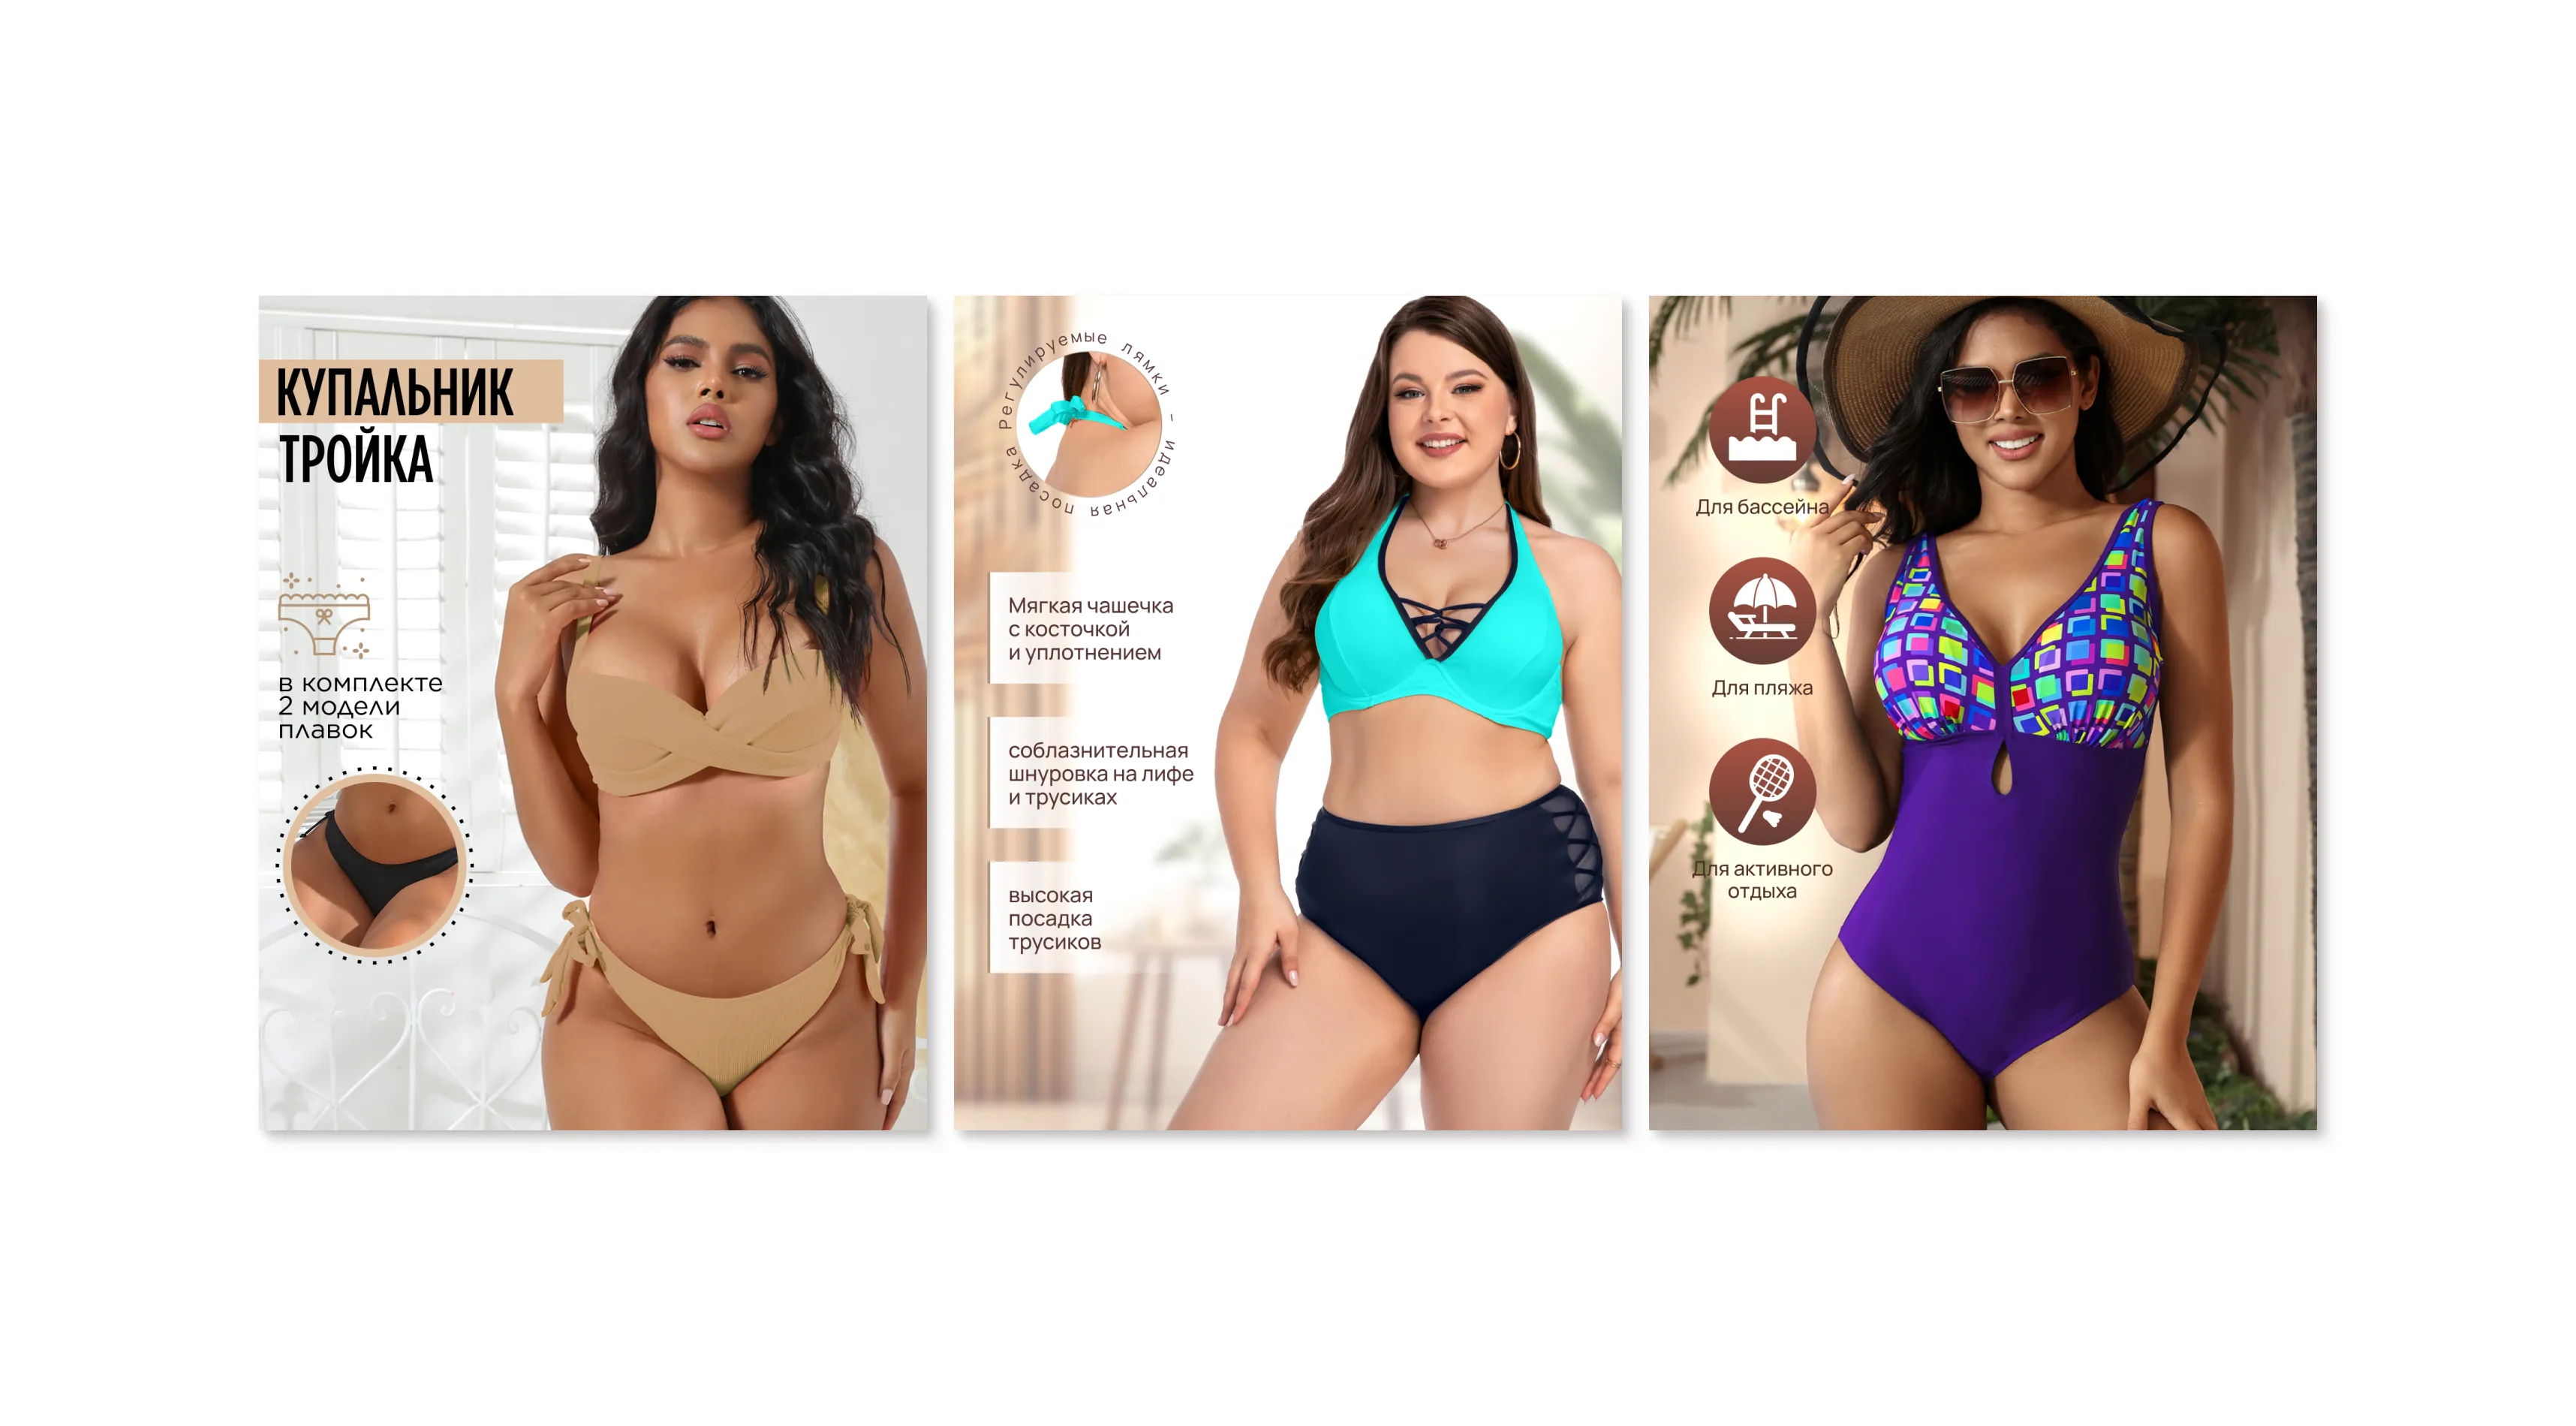 КУПАЛЬНИК
ТРОЙКА
в комплекте
2 модели
плавок
Регулируемые лямки – идеальная посадка
Мягкая чашечка
с косточкой
и уплотнением
соблазнительная
шнуровка на лифе
и трусиках
высокая
посадка
трусиков
Для бассейна
Для пляжа
Для активного
отдыха